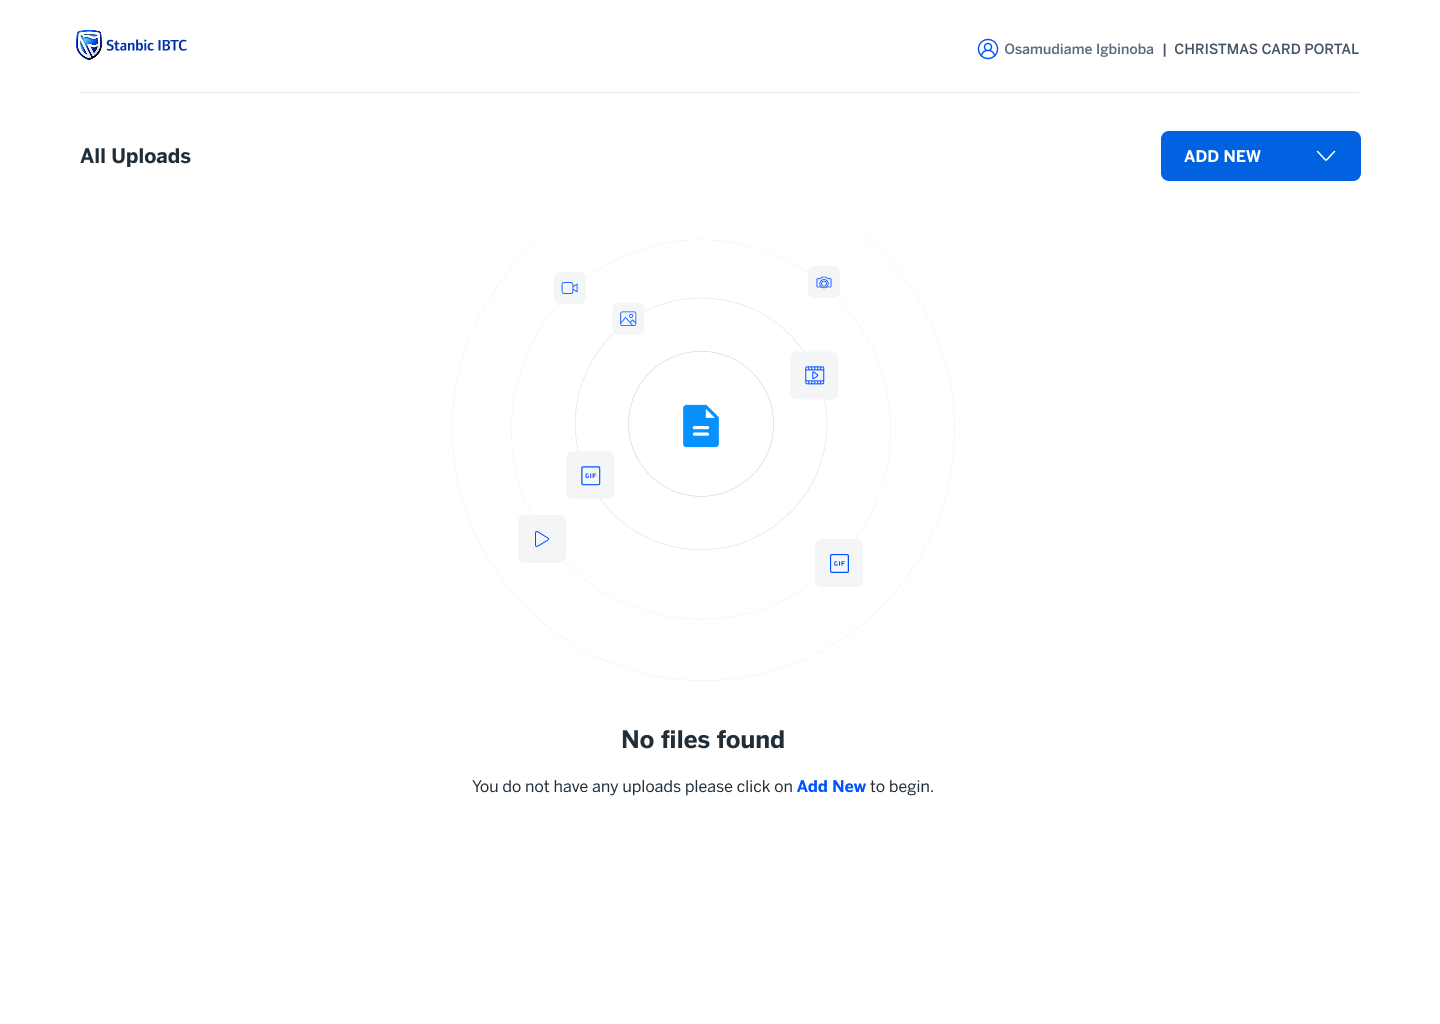 Stanbic IBTC
Osamudiame Igbinoba | CHRISTMAS CARD PORTAL
All Uploads
ADD NEW
GIF
GIF
No files found
You do not have any uploads please click on Add New to begin.